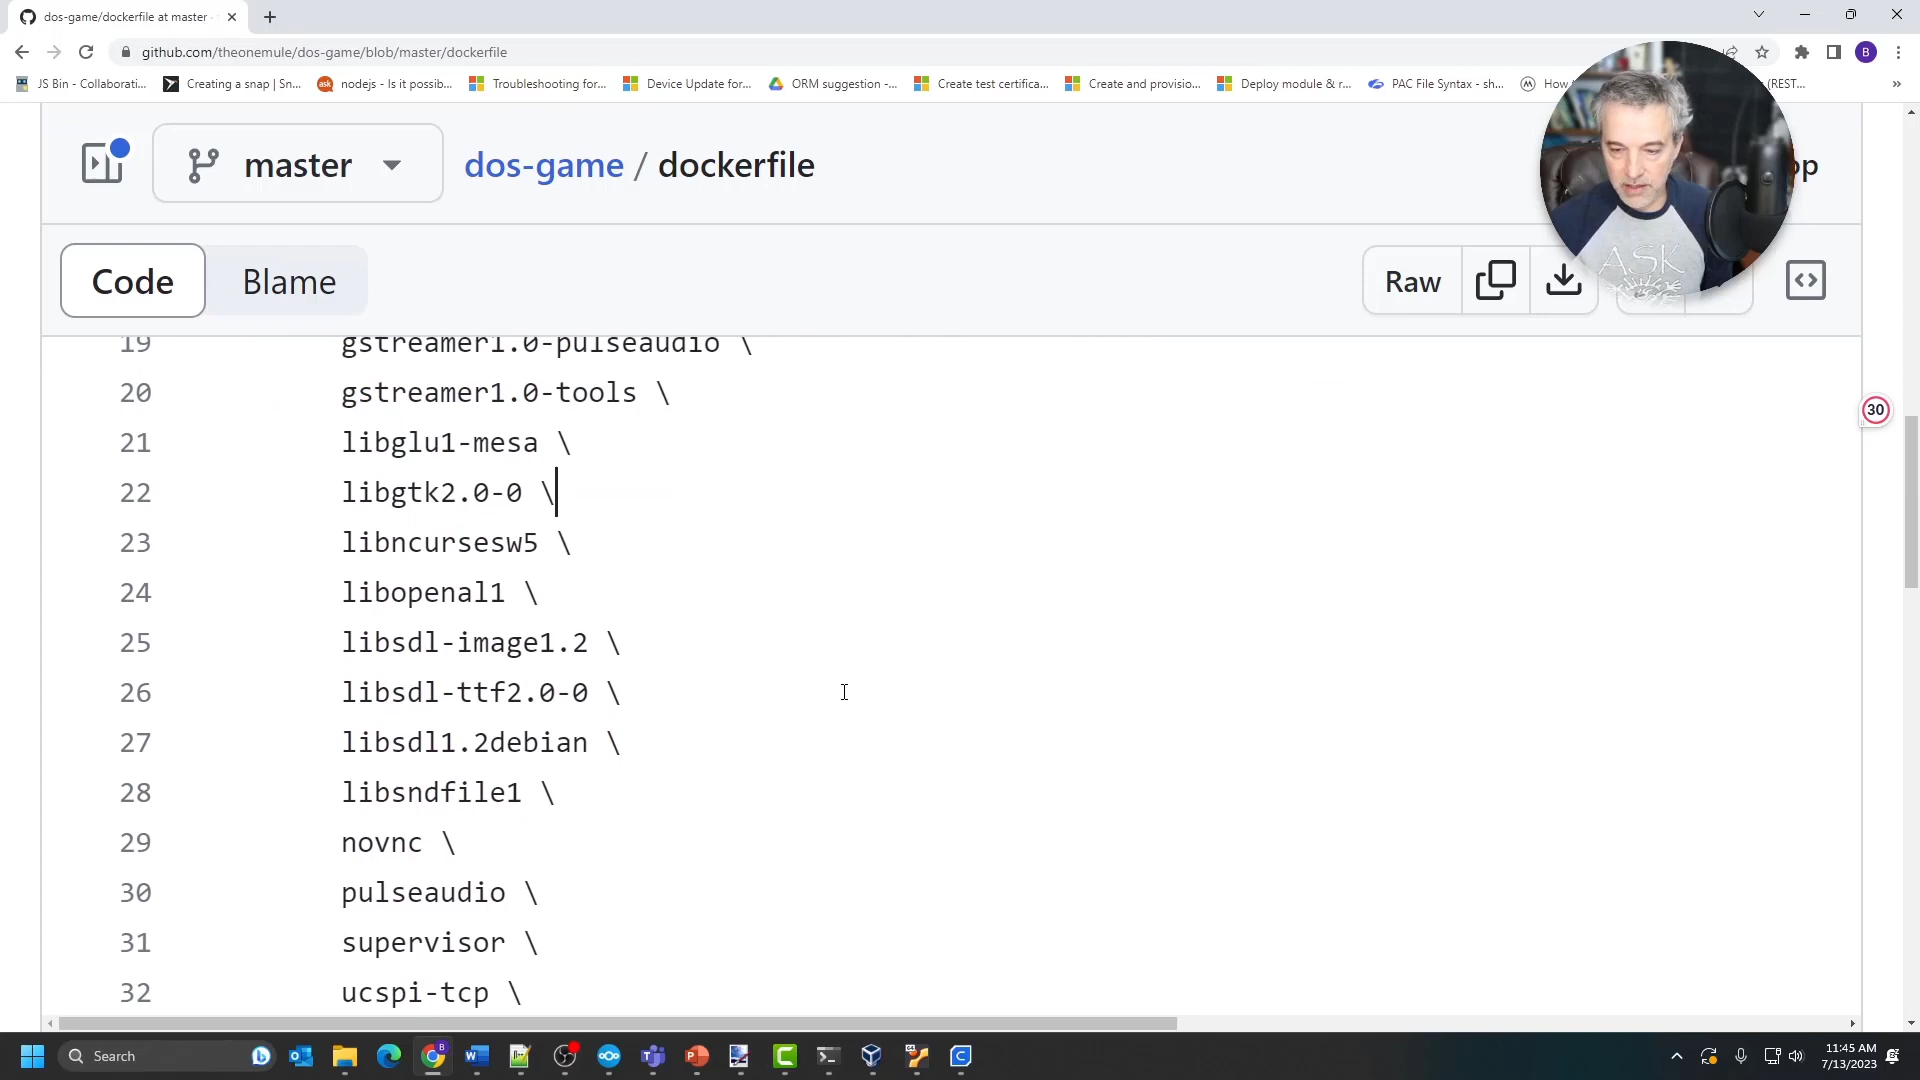 dos-game/dockerfile at master ·
github.com/theonemule/dos-game/blob/master/dockerfile
B
JS Bin - Collaborati...
Creating a snap | Sn...
ask
nodejs - Is it possib...
Troubleshooting for...
Device Update for...
ORM suggestion -...
Create test certifica...
Create and provisio...
Deploy module & r...
PAC File Syntax - sh...
How
(REST...
»
master
dos-game / dockerfile
op
Code
Blame
Raw
ASK
19 gstreamer1.0-pulseaudio \
20 gstreamer1.0-tools \
21 libglu1-mesa \
22 libgtk2.0-0 \
23 libncursesw5 \
24 libopenal1 \
25 libsdl-image1.2 \
26 libsdl-ttf2.0-0 \
27 libsdl1.2debian \
28 libsndfile1 \
29 novnc \
30 pulseaudio \
31 supervisor \
32 ucspi-tcp \
30
Search
11:45 AM
7/13/2023